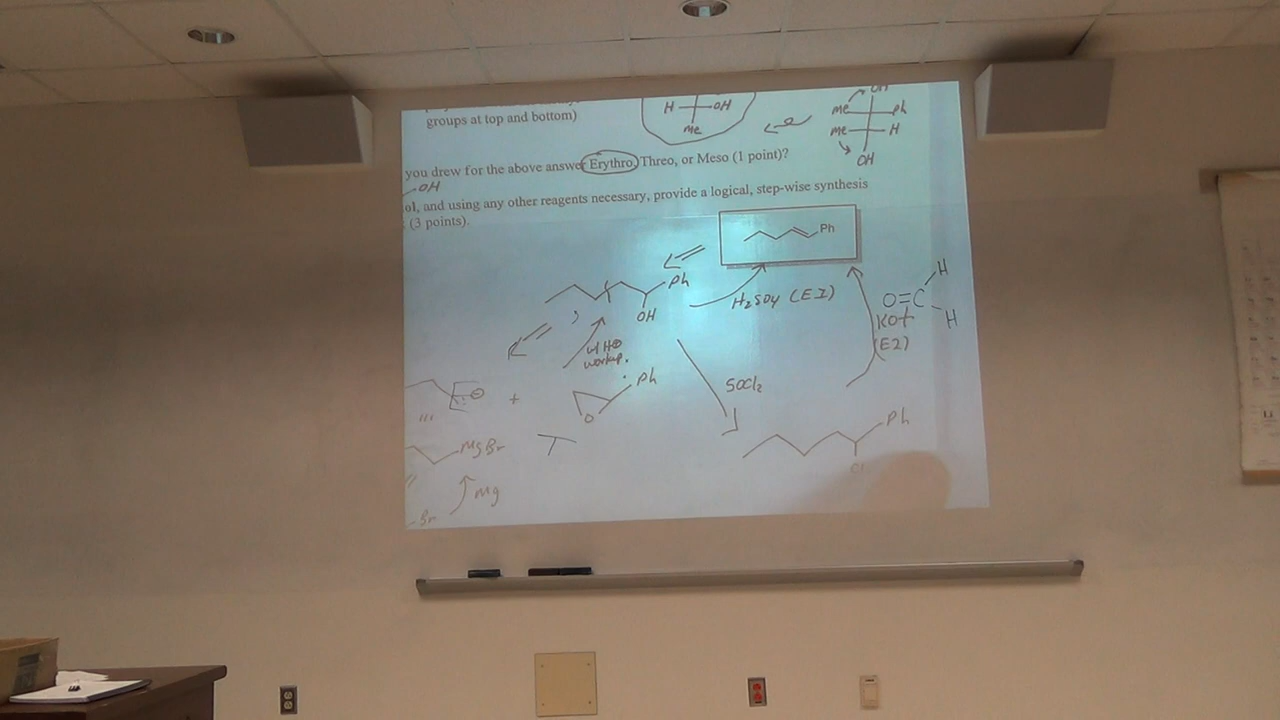 groups at top and bottom)
H OH
Me
OH
Me Ph
Me H
OH
you drew for the above answer Erythro, Threo, or Meso (1 point)?
OH
ol, and using any other reagents necessary, provide a logical, step-wise synthesis
(3 points).
Ph
Ph
OH
H2SO4 (E1)
O=C
H
H
KOt
(E2)
w/ H⊕
workup.
Ph
O
⊖
+
SOCl2
MgBr
Mg
Br
Ph
Cl